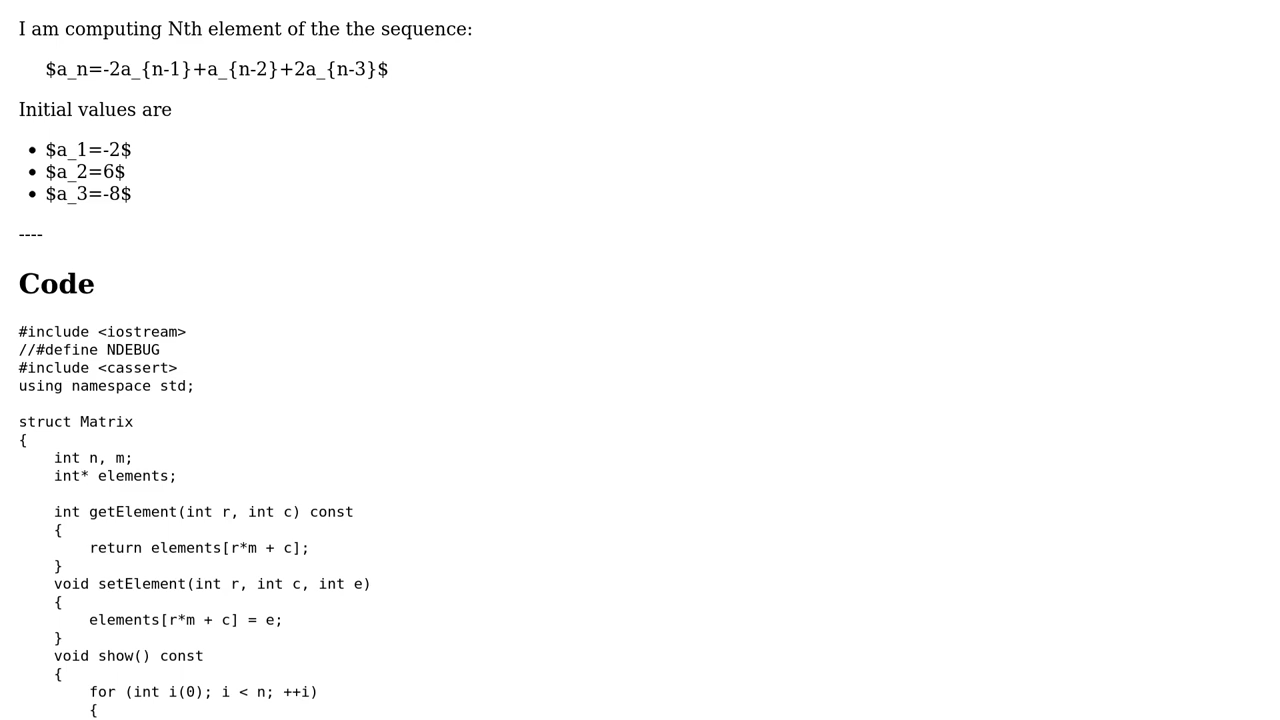 I am computing Nth element of the the sequence:
$a_n=-2a_{n-1}+a_{n-2}+2a_{n-3}$
Initial values are
• $a_1=-2$
• $a_2=6$
• $a_3=-8$
----
Code
#include <iostream>
//#define NDEBUG
#include <cassert>
using namespace std;
struct Matrix
{
    int n, m;
    int* elements;
    int getElement(int r, int c) const
    {
        return elements[r*m + c];
    }
    void setElement(int r, int c, int e)
    {
        elements[r*m + c] = e;
    }
    void show() const
    {
        for (int i(0); i < n; ++i)
        {